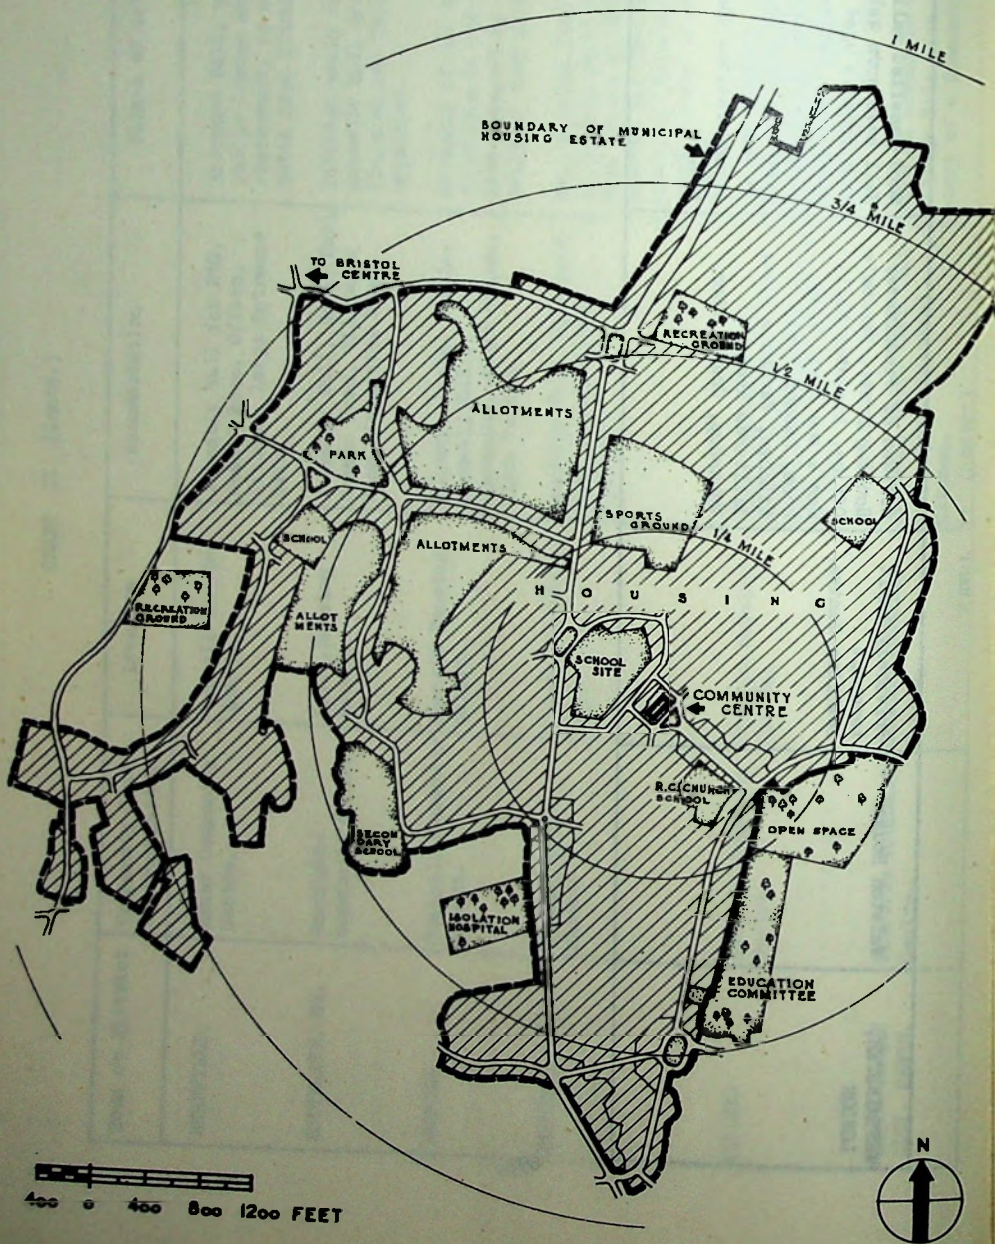 1 MILE
BOUNDARY OF MUNICIPAL
HOUSING ESTATE
3/4 MILE
TO BRISTOL
CENTRE
RECREATION
GROUND
1/2 MILE
ALLOTMENTS
PARK
SPORTS
GROUND
SCHOOL
SCHOOL
ALLOTMENTS
1/4 MILE
HOUSING
RECREATION
GROUND
ALLOT
MENTS
SCHOOL
SITE
COMMUNITY
CENTRE
R.C. CHURCH
SCHOOL
OPEN SPACE
SECON
DARY
SCHOOL
ISOLATION
HOSPITAL
EDUCATION
COMMITTEE
N
400 0 400 800 1200 FEET